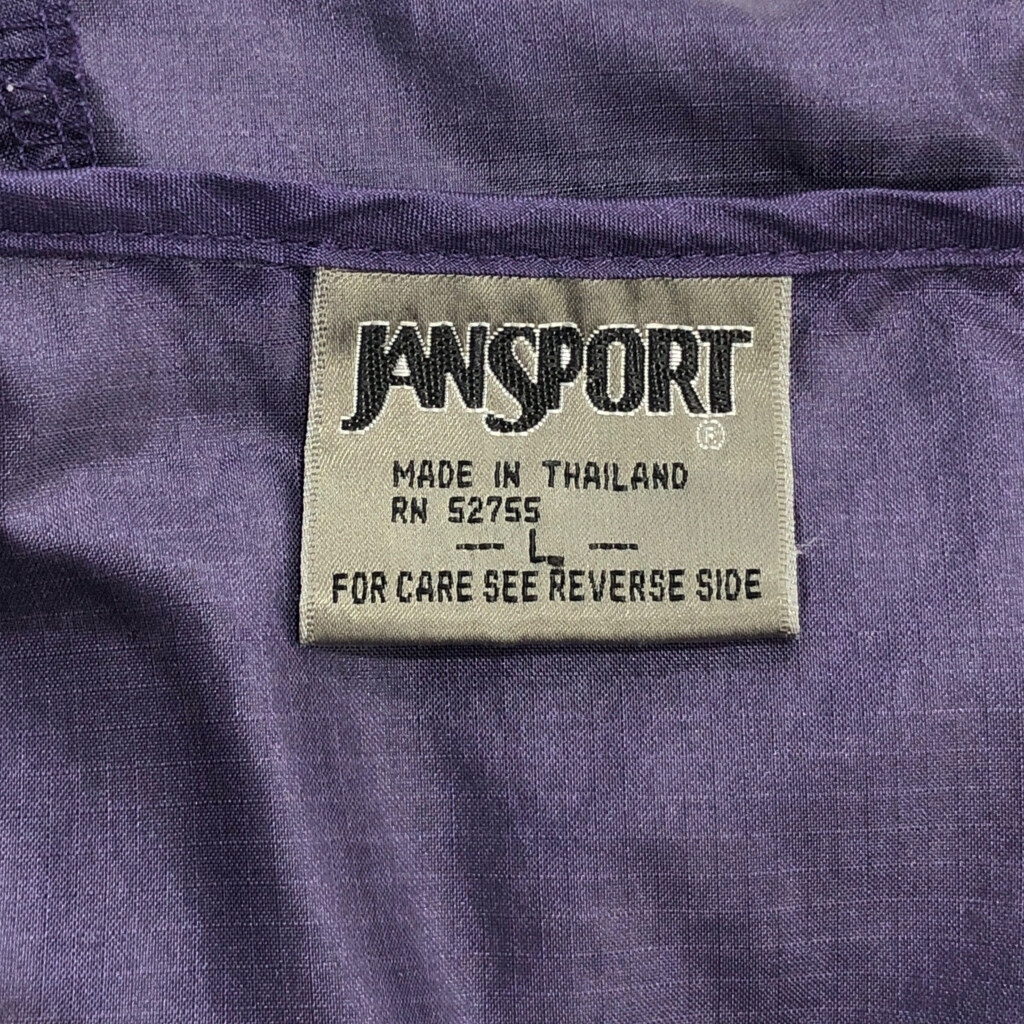 JANSPORT
®
MADE IN THAILAND
RN 52755
-- L --
FOR CARE SEE REVERSE SIDE